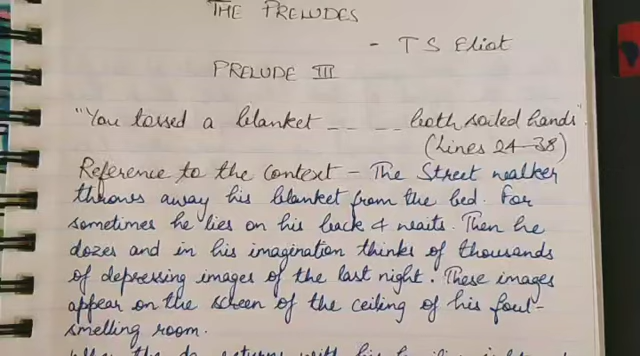 THE PRELUDES
- T S Eliot
PRELUDE III
"You tossed a blanket _ _ _ _ both soiled hands".
(Lines 24-38)
Reference to the context - The Street walker
throws away his blanket from the bed. For
sometimes he lies on his back & waits. Then he
dozes and in his imagination thinks of thousands
of depressing images of the last night. These images
appear on the screen of the ceiling of his foul-
smelling room.